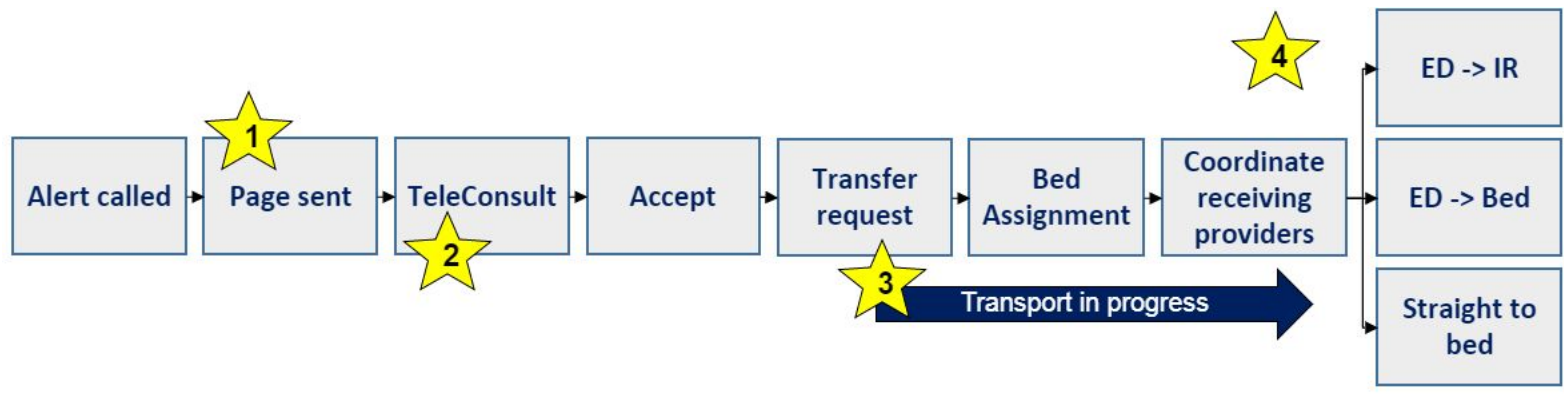 4
ED -> IR
1
Alert called
Page sent
TeleConsult
2
Accept
Transfer
request
3
Bed
Assignment
Coordinate
receiving
providers
ED -> Bed
Transport in progress
Straight to
bed